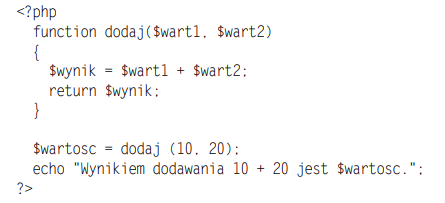 <?php
function dodaj($wart1, $wart2)
{
$wynik = $wart1 + $wart2;
return $wynik;
}
$wartosc = dodaj (10, 20);
echo "Wynikiem dodawania 10 + 20 jest $wartosc.";
?>